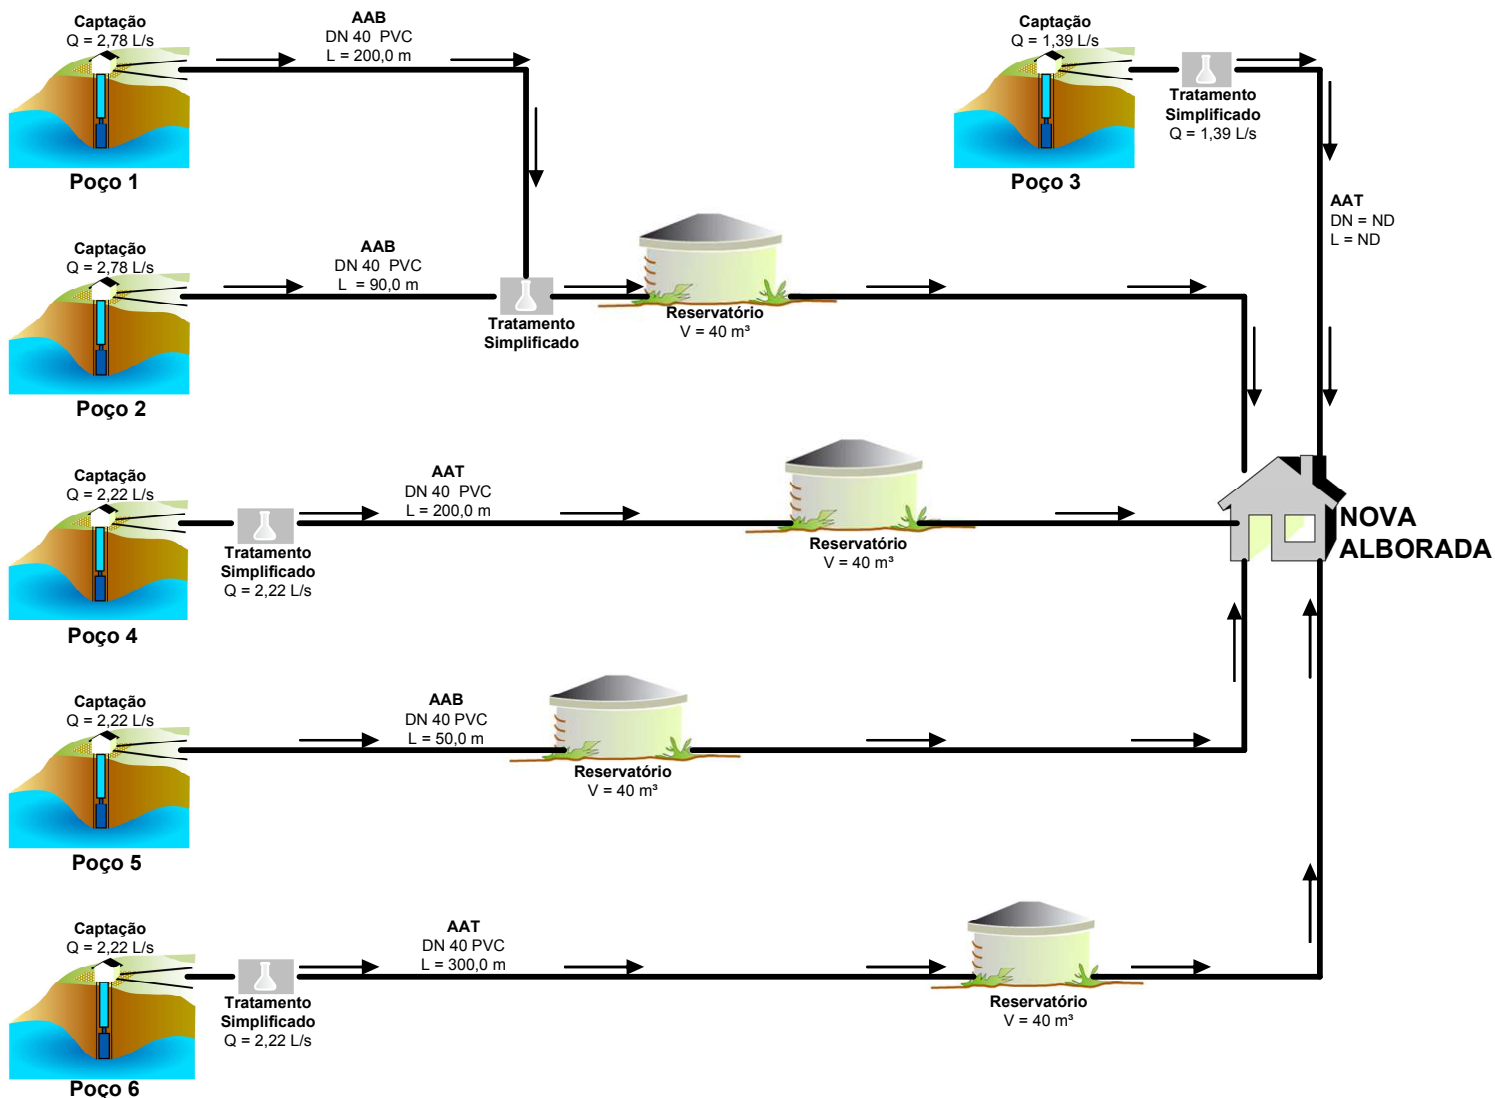 Captação
Q = 2,78 L/s
Poço 1
AAB
DN 40 PVC
L = 200,0 m
Captação
Q = 1,39 L/s
Poço 3
Tratamento
Simplificado
Q = 1,39 L/s
AAT
DN = ND
L = ND
Captação
Q = 2,78 L/s
Poço 2
AAB
DN 40 PVC
L = 90,0 m
Tratamento
Simplificado
Reservatório
V = 40 m³
Captação
Q = 2,22 L/s
Poço 4
Tratamento
Simplificado
Q = 2,22 L/s
AAT
DN 40 PVC
L = 200,0 m
Reservatório
V = 40 m³
NOVA
ALBORADA
Captação
Q = 2,22 L/s
Poço 5
AAB
DN 40 PVC
L = 50,0 m
Reservatório
V = 40 m³
Captação
Q = 2,22 L/s
Poço 6
Tratamento
Simplificado
Q = 2,22 L/s
AAT
DN 40 PVC
L = 300,0 m
Reservatório
V = 40 m³